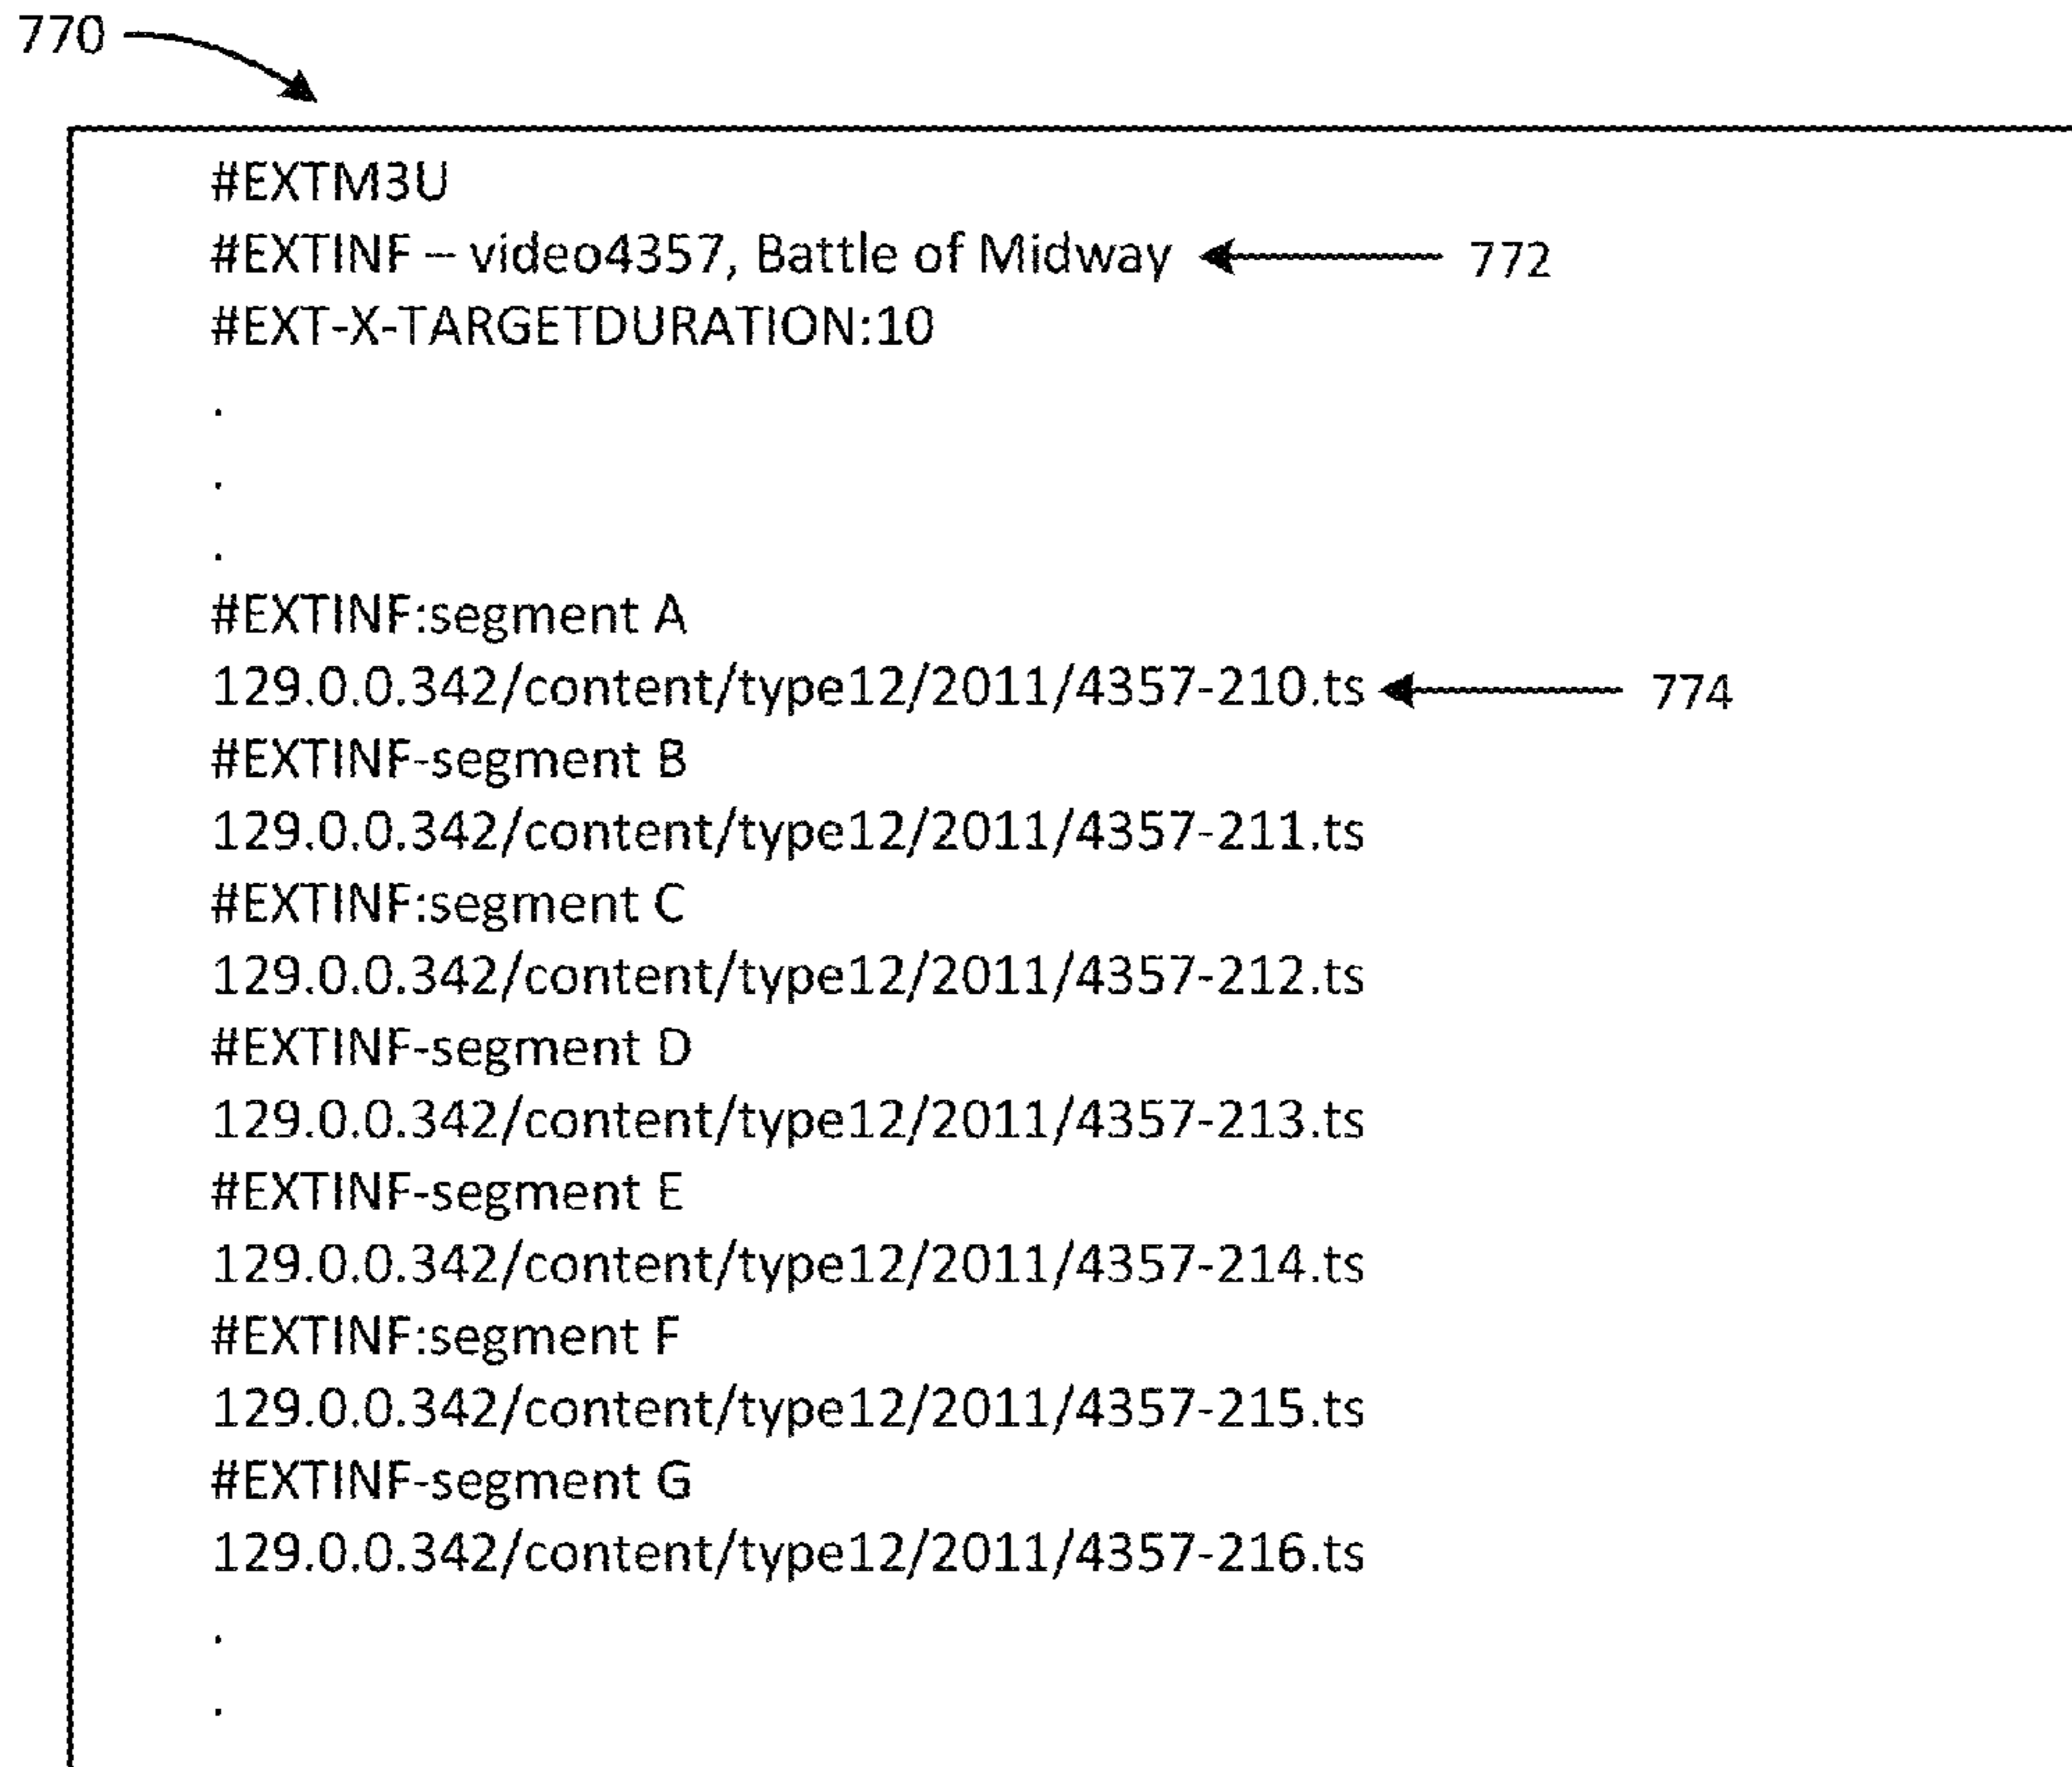 770
#EXTM3U
#EXTINF – video4357, Battle of Midway 772
#EXT-X-TARGETDURATION:10
.
.
.
#EXTINF:segment A
129.0.0.342/content/type12/2011/4357-210.ts 774
#EXTINF-segment B
129.0.0.342/content/type12/2011/4357-211.ts
#EXTINF:segment C
129.0.0.342/content/type12/2011/4357-212.ts
#EXTINF-segment D
129.0.0.342/content/type12/2011/4357-213.ts
#EXTINF-segment E
129.0.0.342/content/type12/2011/4357-214.ts
#EXTINF:segment F
129.0.0.342/content/type12/2011/4357-215.ts
#EXTINF-segment G
129.0.0.342/content/type12/2011/4357-216.ts
.
.